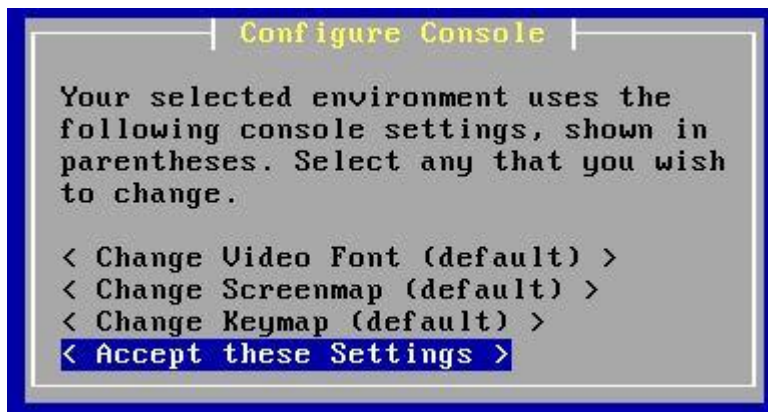 Configure Console
Your selected environment uses the
following console settings, shown in
parentheses. Select any that you wish
to change.
< Change Video Font (default) >
< Change Screenmap (default) >
< Change Keymap (default) >
< Accept these Settings >